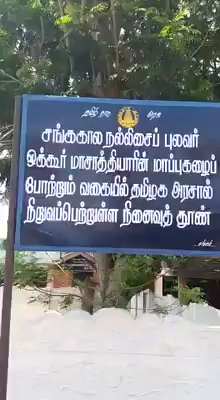 சங்ககால நல்லிசைப் புலவர்
ஒக்கூர் மாசாத்தியாரின் மாப்புகழைப்
போற்றும் வகையில் தமிழக அரசால்
நிறுவப்பெற்றுள்ள நினைவுத் தூண்